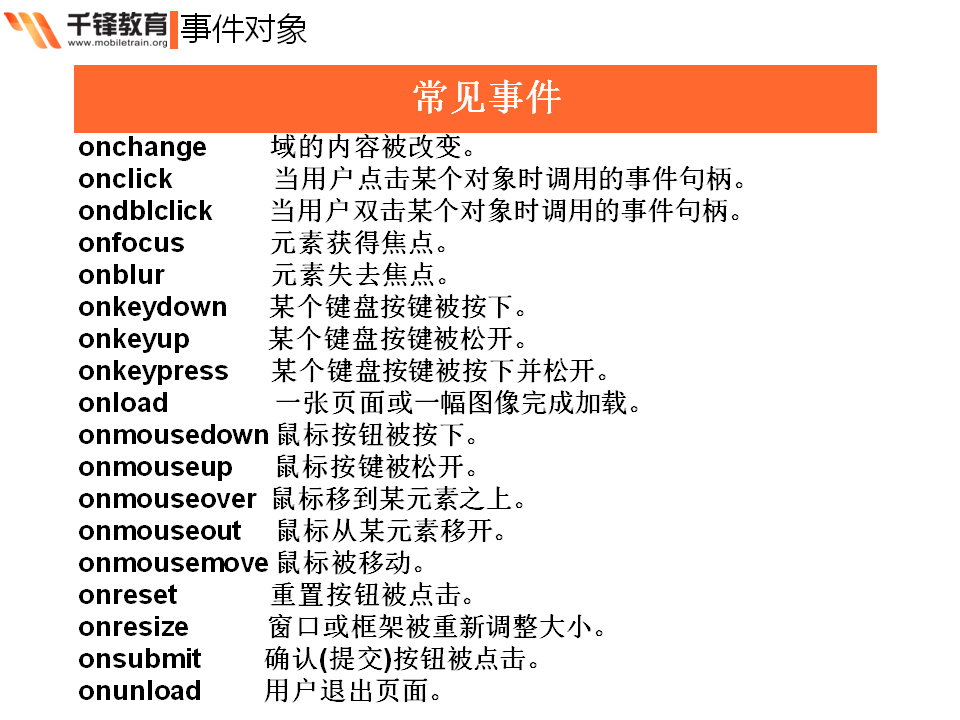 千锋教育 事件对象
www.mobiletrain.org
常见事件
onchange 域的内容被改变。
onclick 当用户点击某个对象时调用的事件句柄。
ondblclick 当用户双击某个对象时调用的事件句柄。
onfocus 元素获得焦点。
onblur 元素失去焦点。
onkeydown 某个键盘按键被按下。
onkeyup 某个键盘按键被松开。
onkeypress 某个键盘按键被按下并松开。
onload 一张页面或一幅图像完成加载。
onmousedown 鼠标按钮被按下。
onmouseup 鼠标按键被松开。
onmouseover 鼠标移到某元素之上。
onmouseout 鼠标从某元素移开。
onmousemove 鼠标被移动。
onreset 重置按钮被点击。
onresize 窗口或框架被重新调整大小。
onsubmit 确认(提交)按钮被点击。
onunload 用户退出页面。